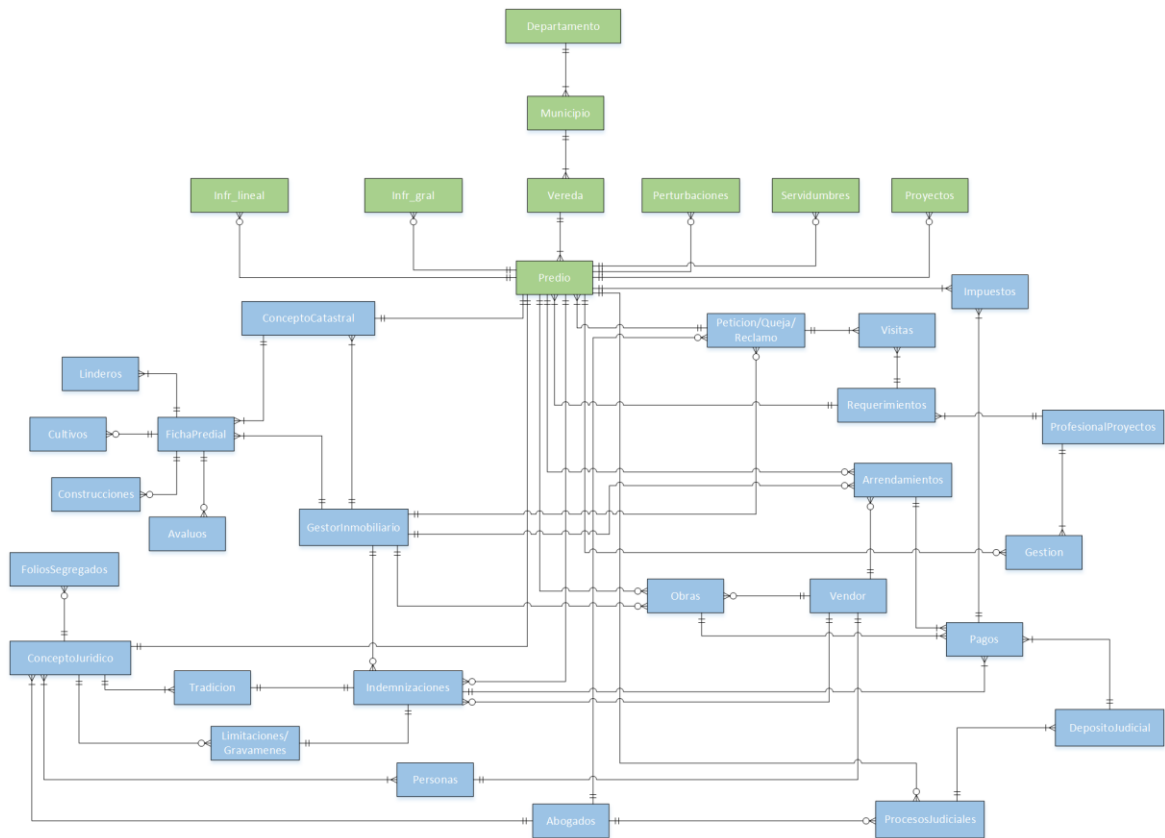 Departamento
Municipio
Infr_lineal
Infr_gral
Vereda
Perturbaciones
Servidumbres
Proyectos
Predio
Impuestos
ConceptoCatastral
Peticion/Queja/
Reclamo
Visitas
Linderos
Requerimientos
Cultivos
FichaPredial
ProfesionalProyectos
Construcciones
Arrendamientos
Avaluos
GestorInmobiliario
Gestion
FoliosSegregados
Obras
Vendor
ConceptoJuridico
Pagos
Tradicion
Indemnizaciones
Limitaciones/
Gravamenes
DepositoJudicial
Personas
Abogados
ProcesosJudiciales